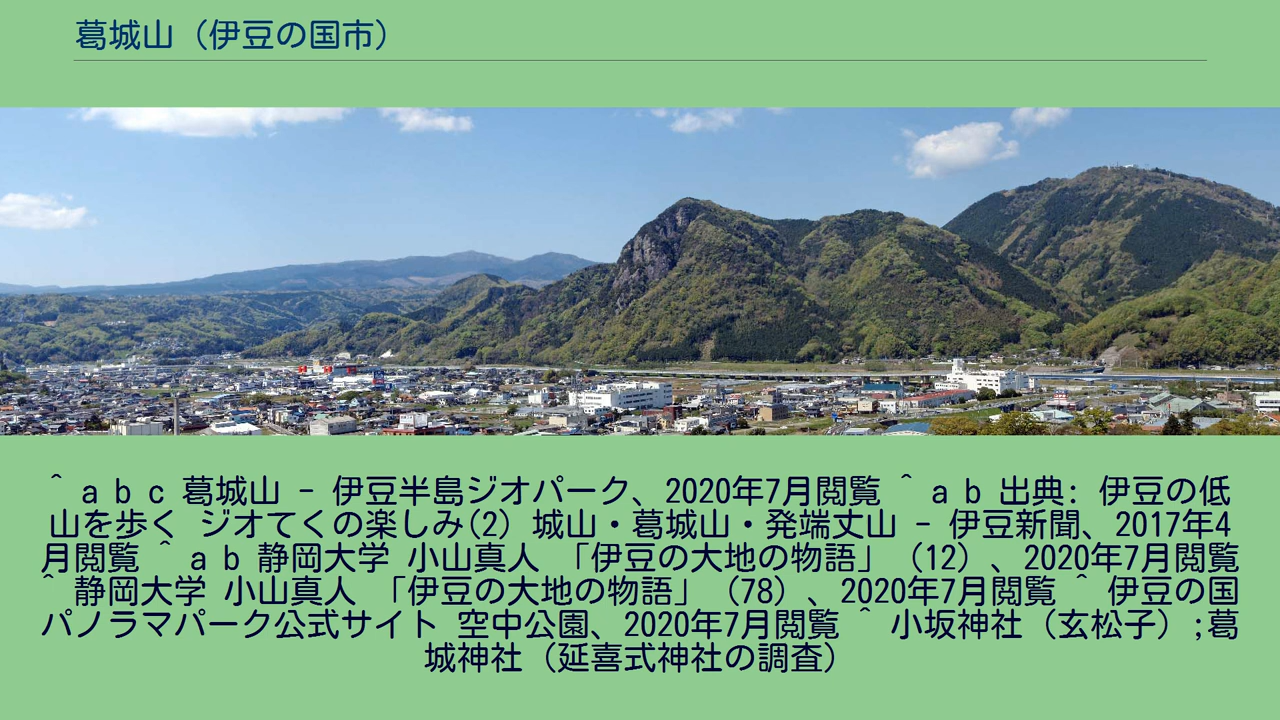 葛城山（伊豆の国市）
^ a b c 葛城山 - 伊豆半島ジオパーク、2020年7月閲覧 ^ a b 出典: 伊豆の低
山を歩く ジオてくの楽しみ(2) 城山・葛城山・発端丈山 - 伊豆新聞、2017年4
月閲覧 ^ a b 静岡大学 小山真人 「伊豆の大地の物語」（12）、2020年7月閲覧
^ 静岡大学 小山真人 「伊豆の大地の物語」（78）、2020年7月閲覧 ^ 伊豆の国
パノラマパーク公式サイト 空中公園、2020年7月閲覧 ^ 小坂神社（玄松子）;葛
城神社（延喜式神社の調査）